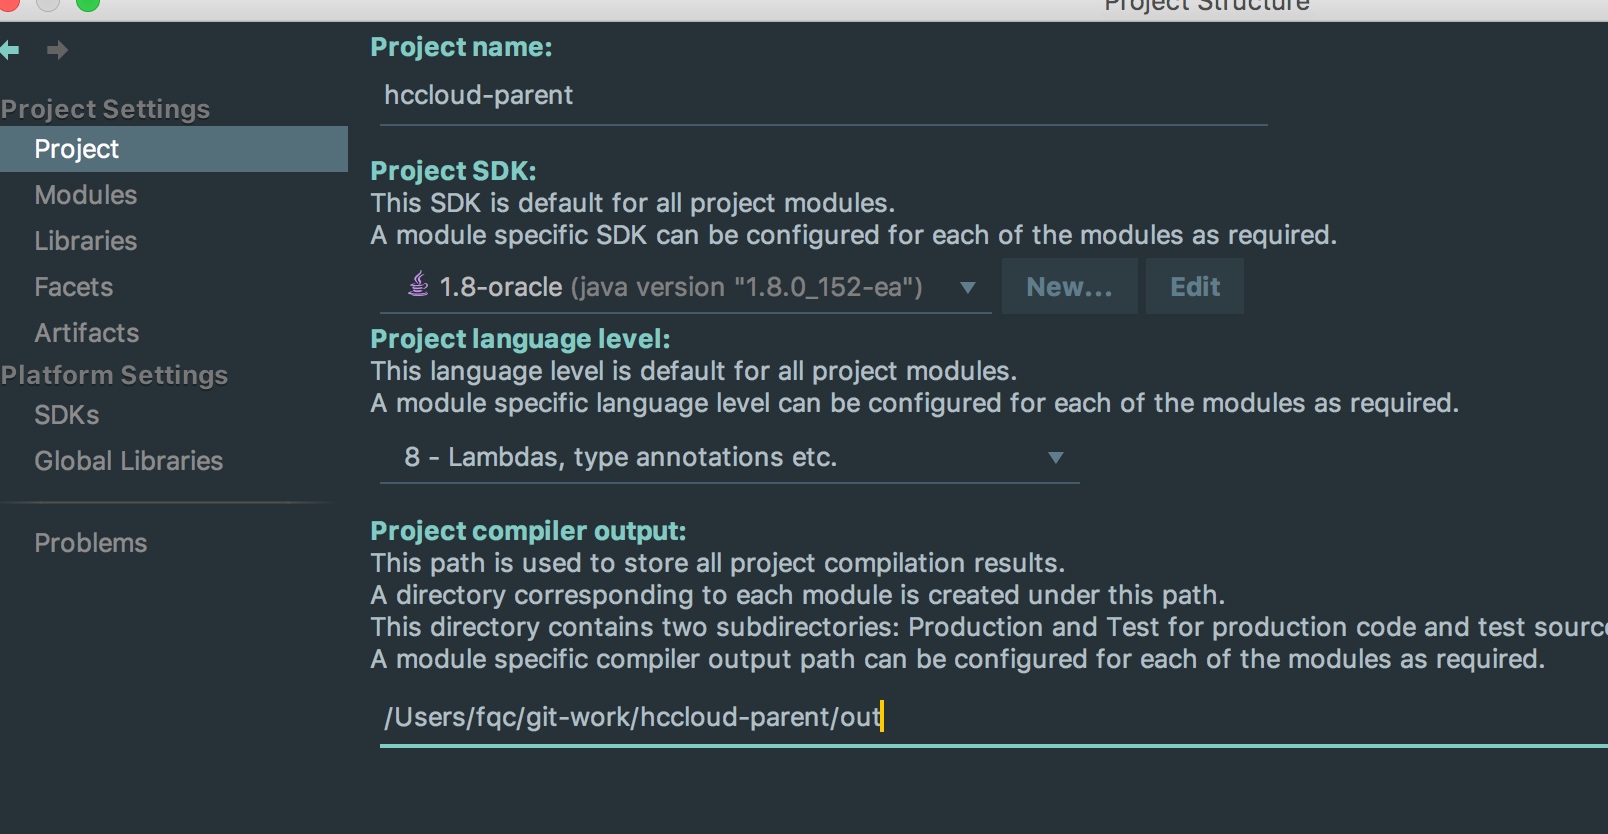 Project Structure
Project Settings
Project
Modules
Libraries
Facets
Artifacts
Platform Settings
SDKs
Global Libraries
Problems
Project name:
hccloud-parent
Project SDK:
This SDK is default for all project modules.
A module specific SDK can be configured for each of the modules as required.
1.8-oracle (java version "1.8.0_152-ea")
New...
Edit
Project language level:
This language level is default for all project modules.
A module specific language level can be configured for each of the modules as required.
8 - Lambdas, type annotations etc.
Project compiler output:
This path is used to store all project compilation results.
A directory corresponding to each module is created under this path.
This directory contains two subdirectories: Production and Test for production code and test
A module specific compiler output path can be configured for each of the modules as required.
/Users/fqc/git-work/hccloud-parent/out